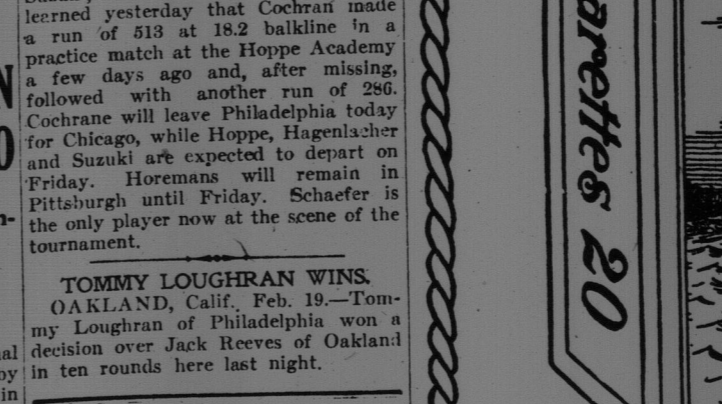 learned yesterday that Cochran made
a run of 513 at 18.2 balkline in a
practice match at the Hoppe Academy
a few days ago and, after missing,
followed with another run of 286.
Cochrane will leave Philadelphia today
for Chicago, while Hoppe, Hagenlacher
and Suzuki are expected to depart on
Friday. Horemans will remain in
Pittsburgh until Friday. Schaefer is
the only player now at the scene of the
tournament.
TOMMY LOUGHRAN WINS.
OAKLAND, Calif., Feb. 19.—Tom-
my Loughran of Philadelphia won a
decision over Jack Reeves of Oakland
in ten rounds here last night.
by
in
arettes 20